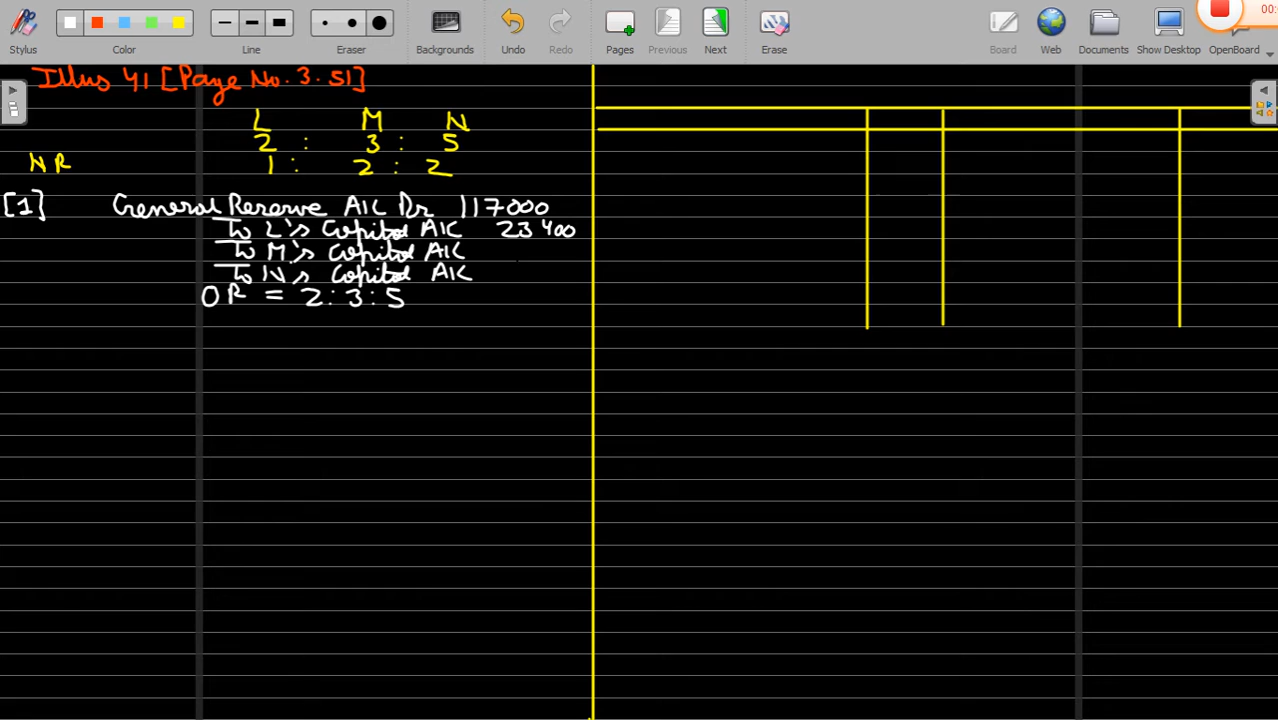 Stylus
Color
Line
Eraser
Backgrounds
Undo
Redo
Pages
Previous
Next
Erase
Board
Web
Documents
Show Desktop
OpenBoard
00:
Illus 41 [Page No. 3.51]
L M N
2 : 3 : 5
NR 1 : 2 : 2
[1] General Reserve A/C Dr 117000
To L's Capital A/C 23400
To M's Capital A/C
To N's Capital A/C
OR = 2:3:5